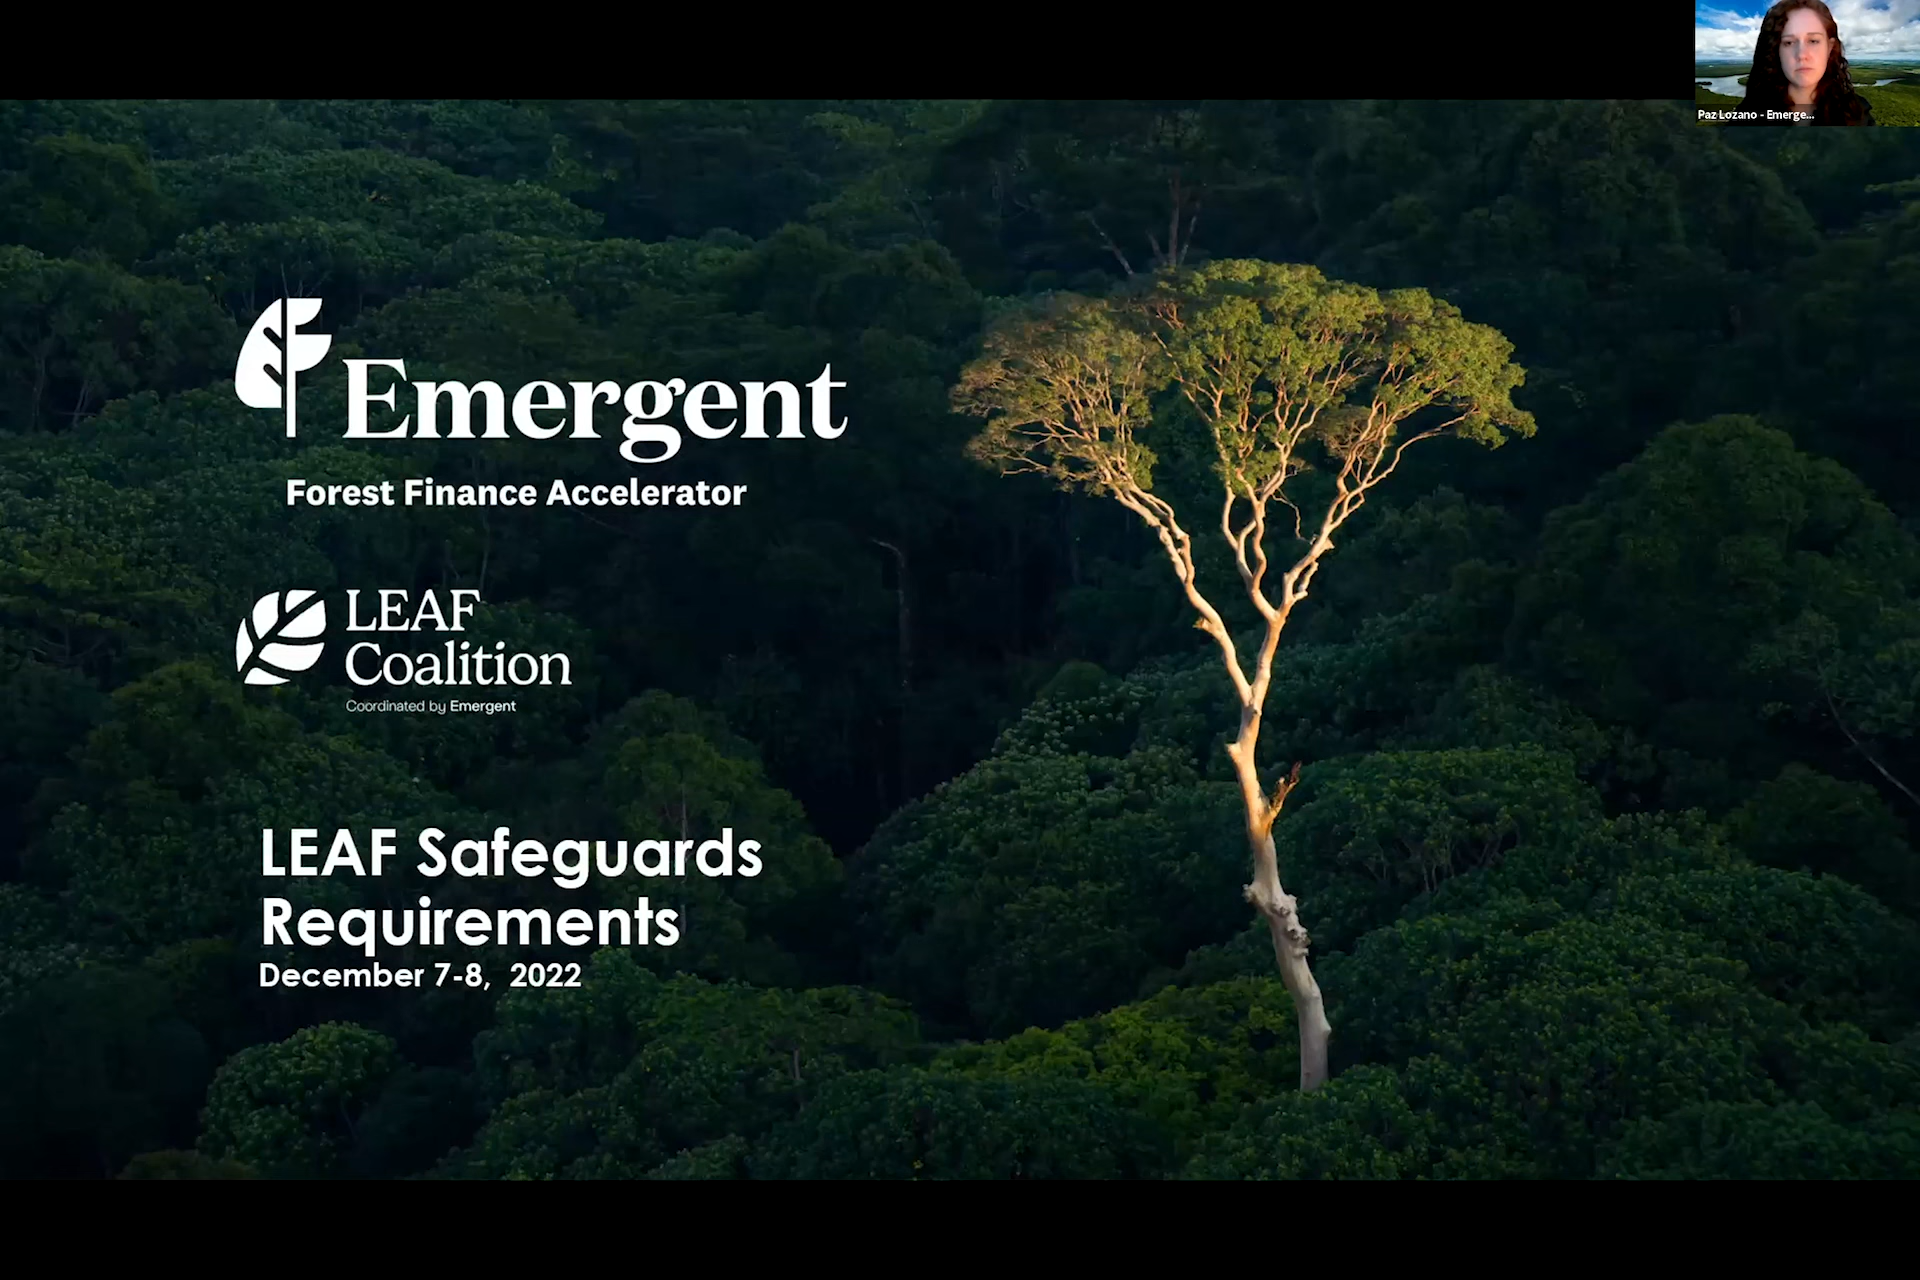 Paz Lozano - Emerge...
Emergent
Forest Finance Accelerator
LEAF
Coalition
Coordinated by Emergent
LEAF Safeguards
Requirements
December 7-8,  2022